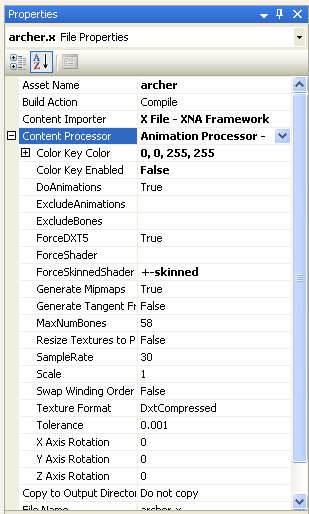 Properties
archer.x File Properties
Asset Name archer
Build Action Compile
Content Importer X File - XNA Framework
Content Processor Animation Processor -
Color Key Color 0, 0, 255, 255
Color Key Enabled False
DoAnimations True
ExcludeAnimations
ExcludeBones
ForceDXT5 True
ForceShader
ForceSkinnedShader +-skinned
Generate Mipmaps True
Generate Tangent Fr False
MaxNumBones 58
Resize Textures to P False
SampleRate 30
Scale 1
Swap Winding Order False
Texture Format DxtCompressed
Tolerance 0.001
X Axis Rotation 0
Y Axis Rotation 0
Z Axis Rotation 0
Copy to Output Director Do not copy
File Name archer.x